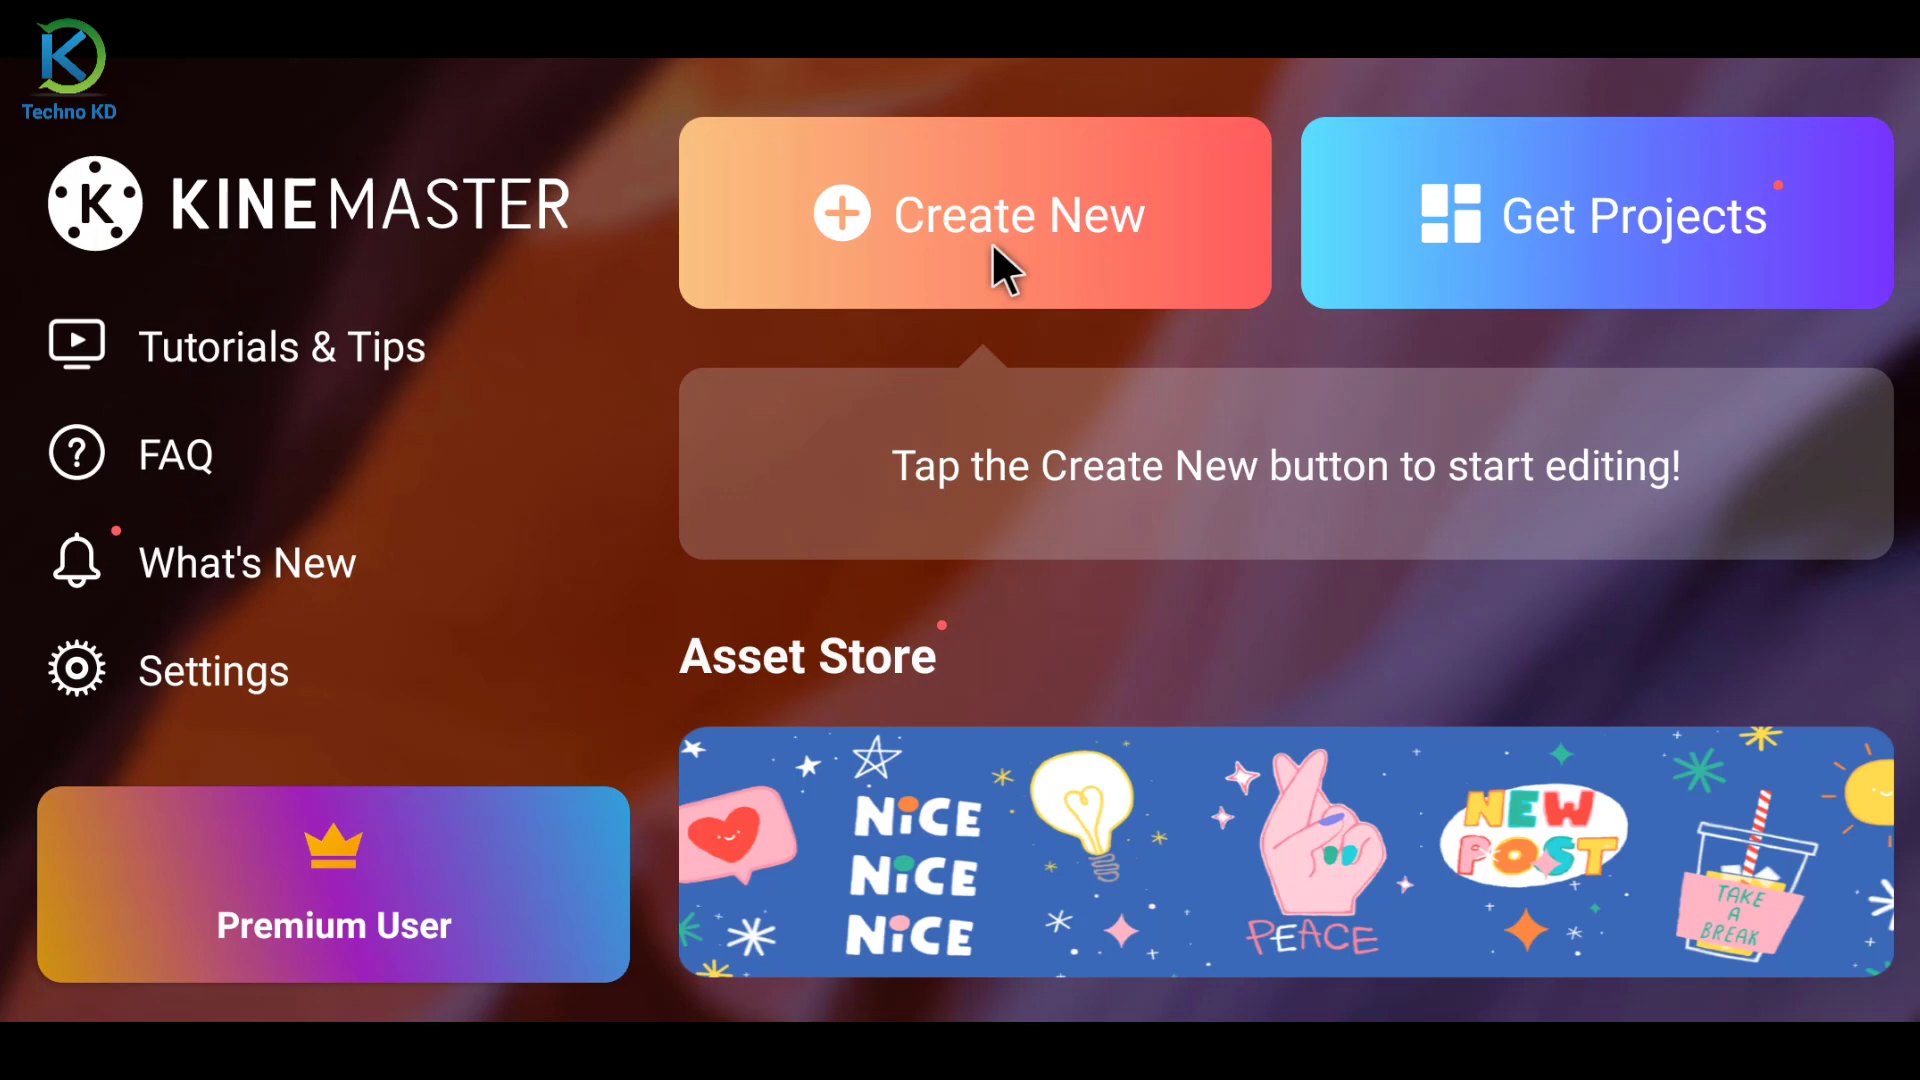 Techno KD
KINEMASTER
Tutorials & Tips
FAQ
What's New
Settings
Premium User
Create New
Get Projects
Tap the Create New button to start editing!
Asset Store
NiCE
NiCE
NiCE
PEACE
NEW
POST
TAKE
A
BREAK